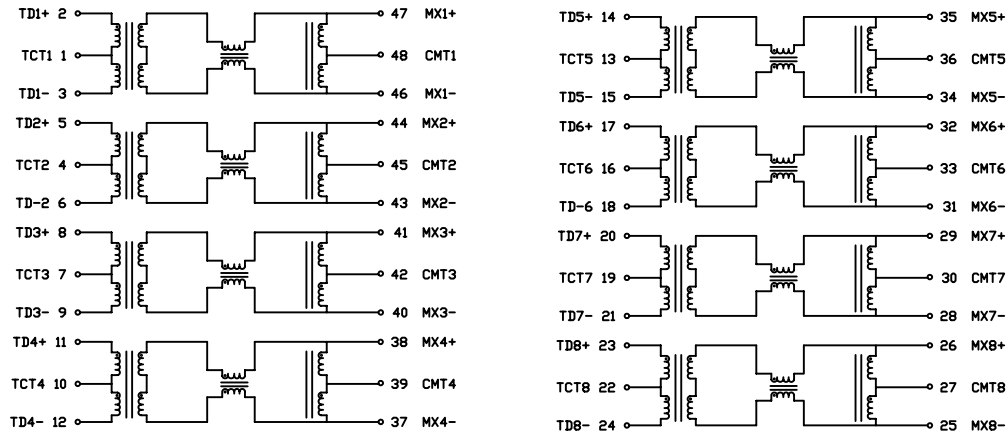 TD1+ 2 47 MX1+
TCT1 1 48 CMT1
TD1- 3 46 MX1-
TD2+ 5 44 MX2+
TCT2 4 45 CMT2
TD-2 6 43 MX2-
TD3+ 8 41 MX3+
TCT3 7 42 CMT3
TD3- 9 40 MX3-
TD4+ 11 38 MX4+
TCT4 10 39 CMT4
TD4- 12 37 MX4-
TD5+ 14 35 MX5+
TCT5 13 36 CMT5
TD5- 15 34 MX5-
TD6+ 17 32 MX6+
TCT6 16 33 CMT6
TD-6 18 31 MX6-
TD7+ 20 29 MX7+
TCT7 19 30 CMT7
TD7- 21 28 MX7-
TD8+ 23 26 MX8+
TCT8 22 27 CMT8
TD8- 24 25 MX8-